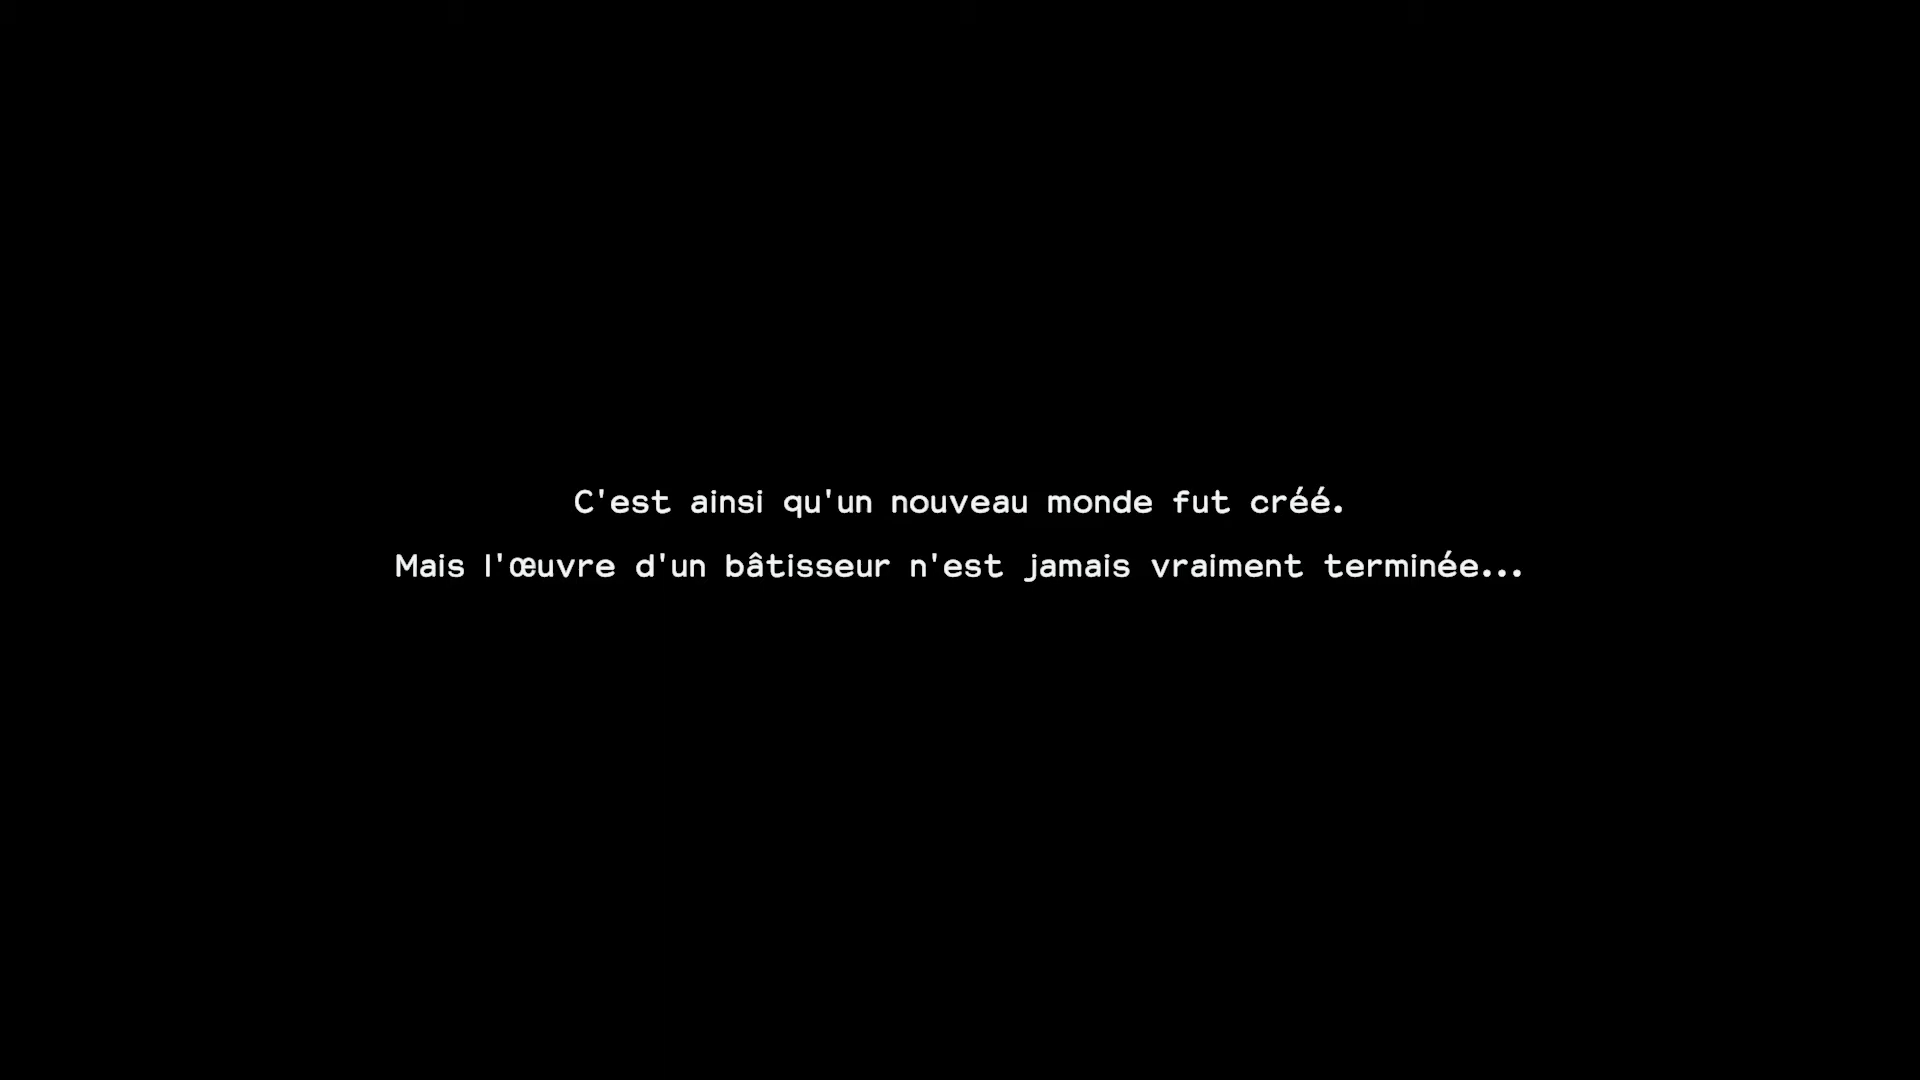 C'est ainsi qu'un nouveau monde fut créé.
Mais l'œuvre d'un bâtisseur n'est jamais vraiment terminée...